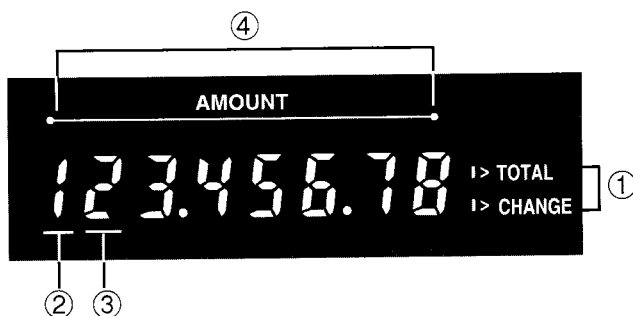 ④
AMOUNT
123.456.78 I> TOTAL
I> CHANGE
①
② ③